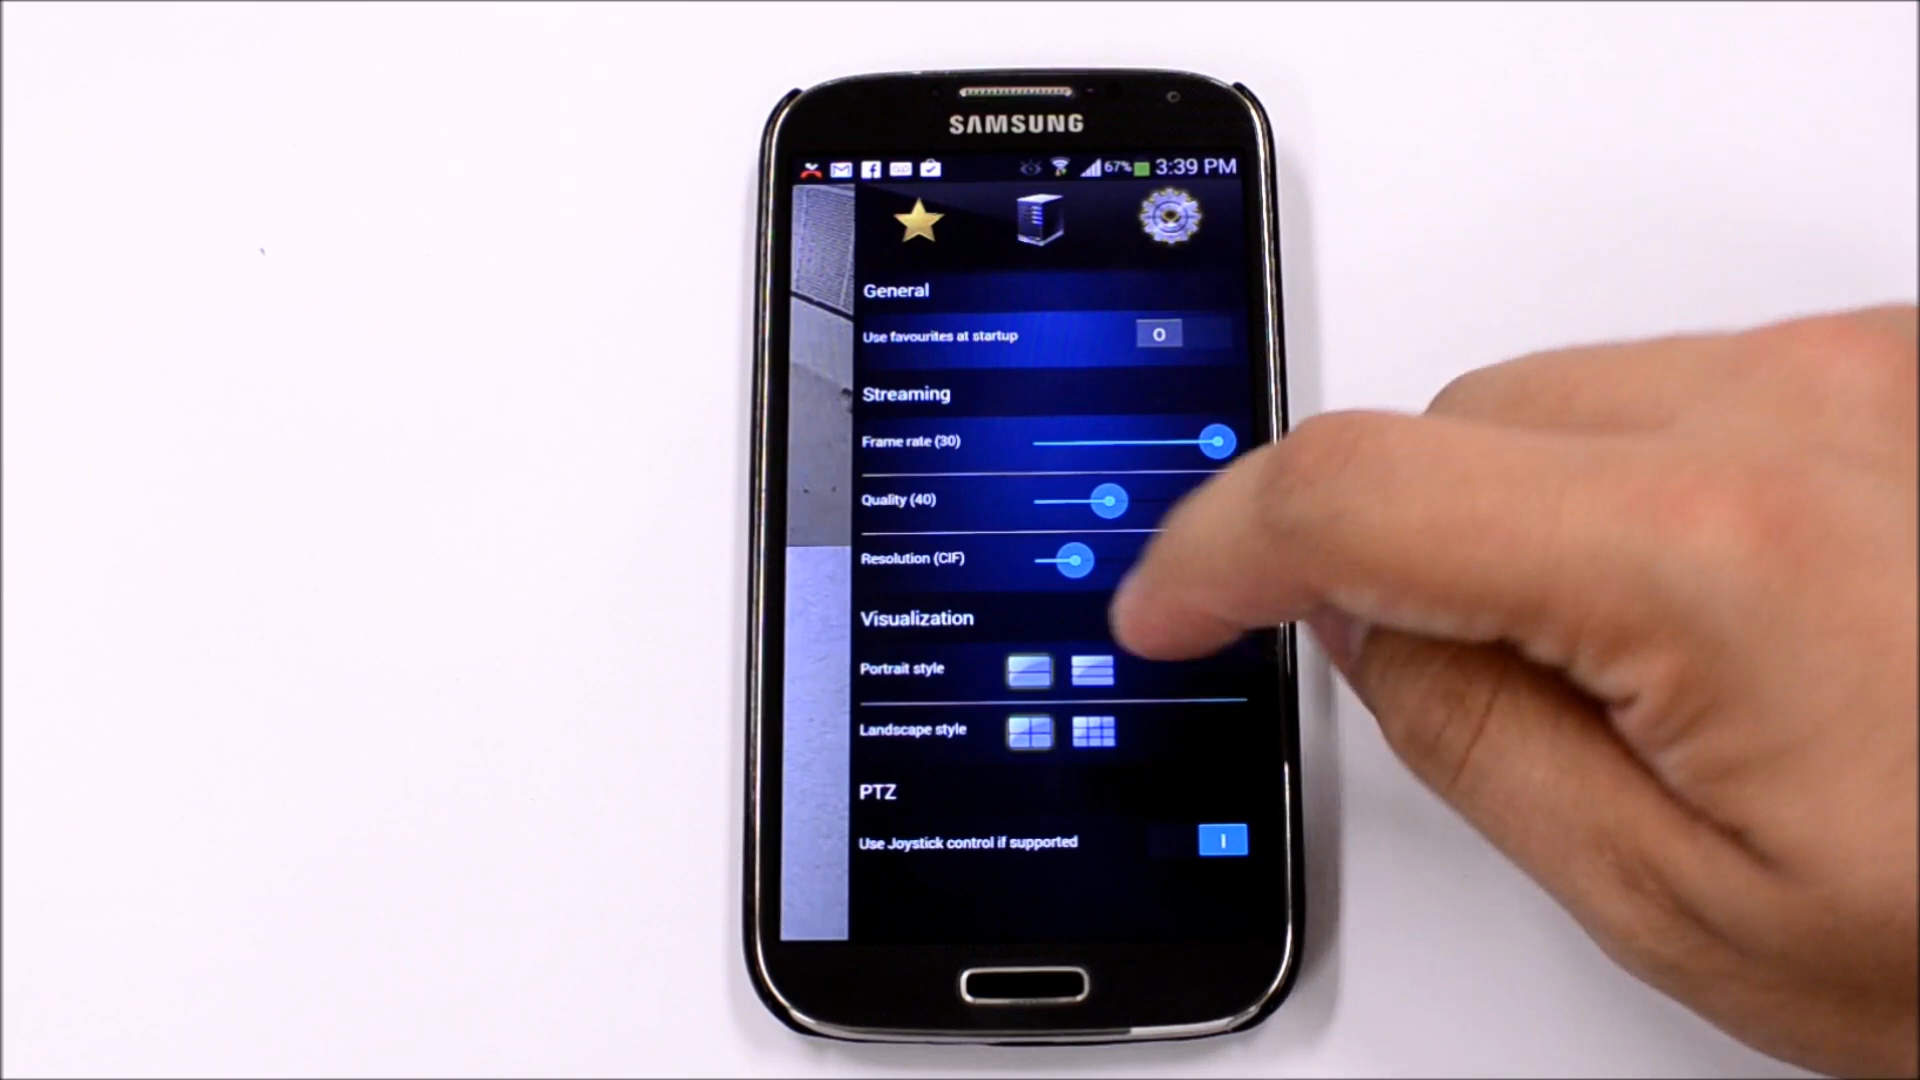 SAMSUNG
67% 3:39 PM
General
Use favourites at startup O
Streaming
Frame rate (30)
Quality (40)
Resolution (CIF)
Visualization
Portrait style
Landscape style
PTZ
Use Joystick control if supported I